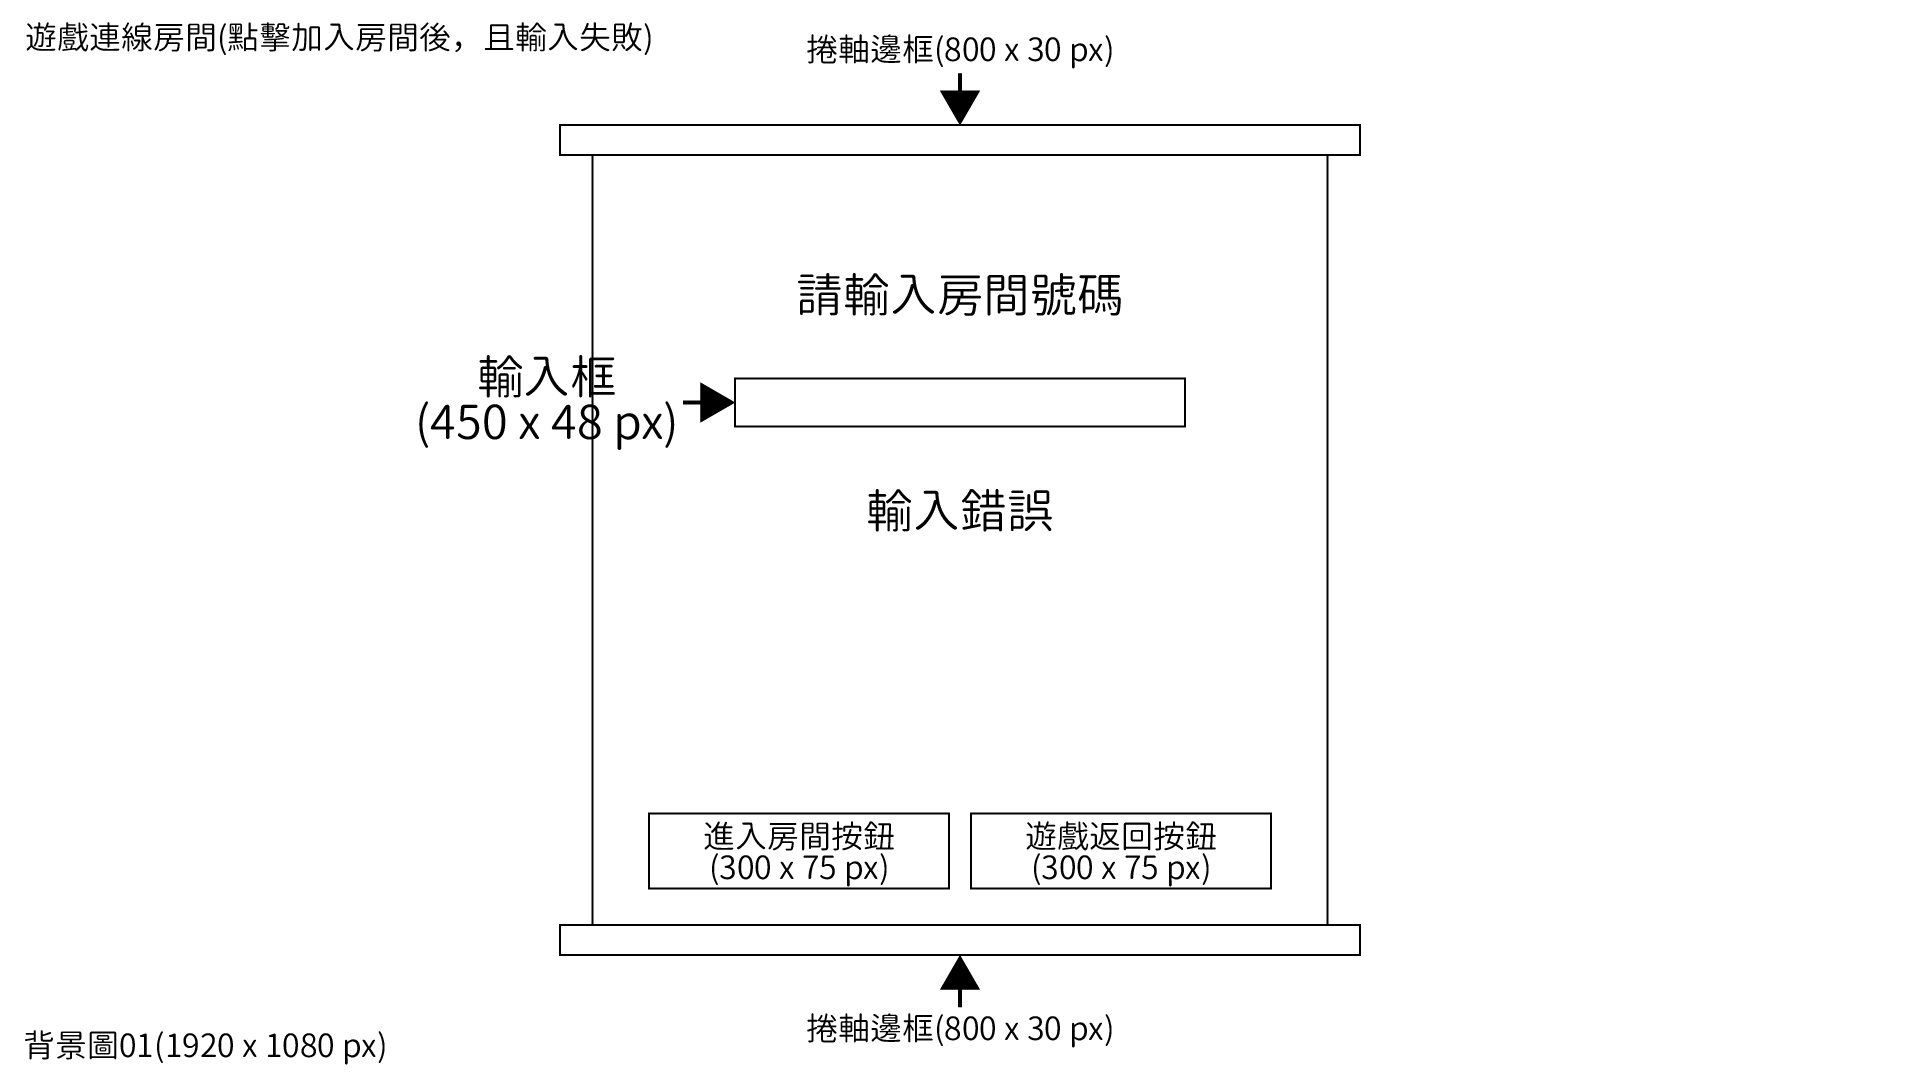 遊戲連線房間(點擊加入房間後，且輸入失敗)
捲軸邊框(800 x 30 px)
請輸入房間號碼
輸入框
(450 x 48 px)
輸入錯誤
進入房間按鈕
(300 x 75 px)
遊戲返回按鈕
(300 x 75 px)
捲軸邊框(800 x 30 px)
背景圖01(1920 x 1080 px)